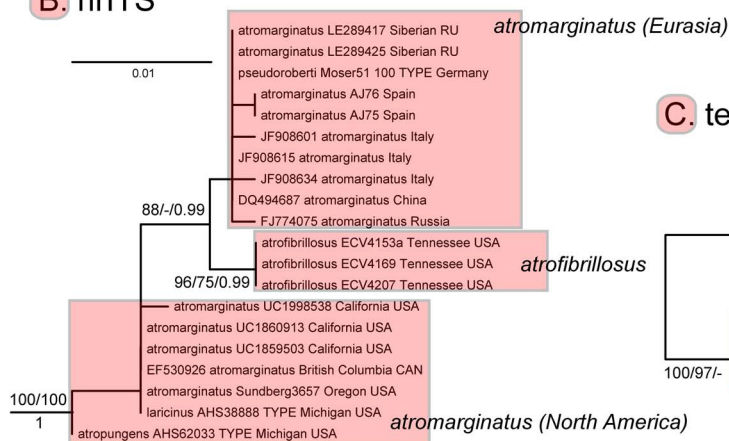 B. nrITS
atromarginatus LE289417 Siberian RU
atromarginatus (Eurasia)
atromarginatus LE289425 Siberian RU
pseudoroberti Moser51 100 TYPE Germany
0.01
atromarginatus AJ76 Spain
atromarginatus AJ75 Spain
C. te
JF908601 atromarginatus Italy
JF908615 atromarginatus Italy
JF908634 atromarginatus Italy
DQ494687 atromarginatus China
88/-/0.99
FJ774075 atromarginatus Russia
atrofibrillosus ECV4153a Tennessee USA
atrofibrillosus ECV4169 Tennessee USA
atrofibrillosus
96/75/0.99
atrofibrillosus ECV4207 Tennessee USA
atromarginatus UC1998538 California USA
atromarginatus UC1860913 California USA
atromarginatus UC1859503 California USA
EF530926 atromarginatus British Columbia CAN
100/97/-
atromarginatus Sundberg3657 Oregon USA
100/100
1
laricinus AHS38888 TYPE Michigan USA
atromarginatus (North America)
atropungens AHS62033 TYPE Michigan USA